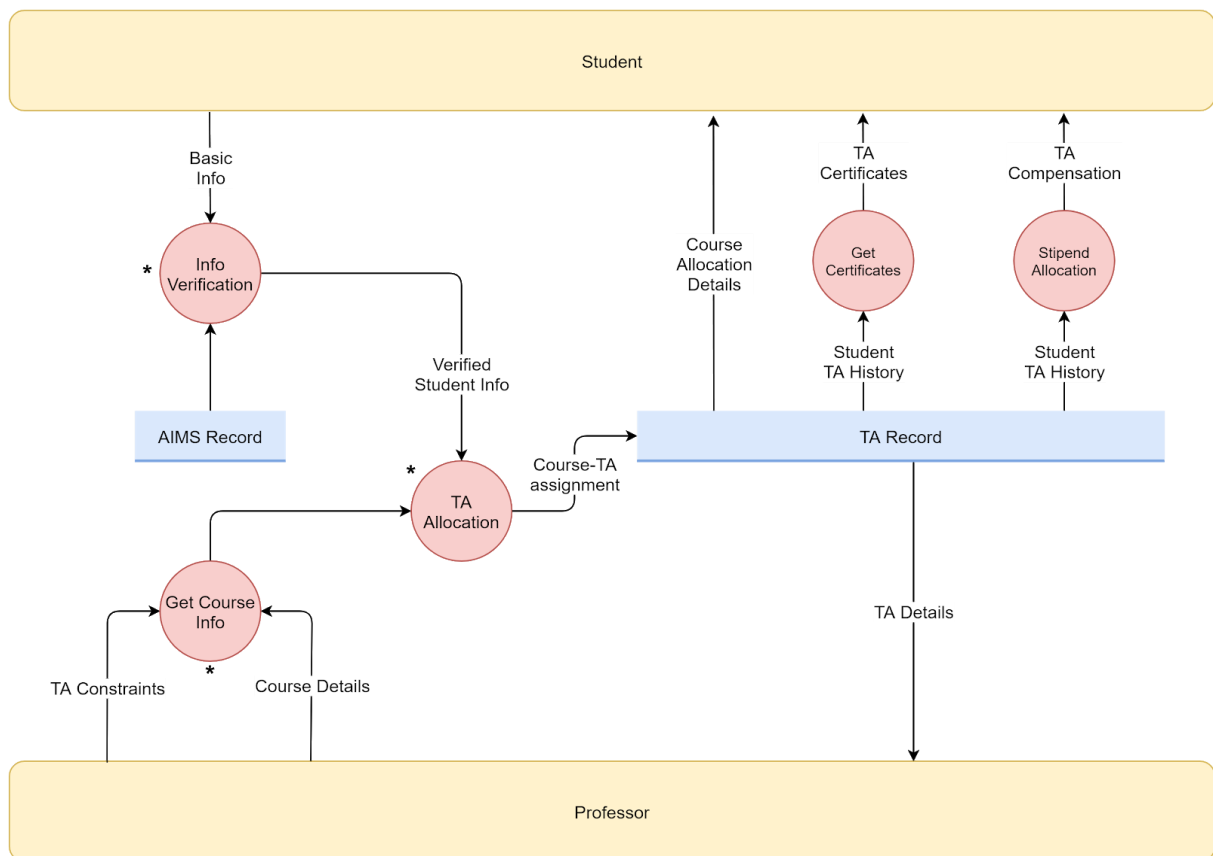 Student
Basic
Info
TA
Certificates
TA
Compensation
Course
Allocation
Details
*
Info
Verification
Get
Certificates
Stipend
Allocation
Verified
Student Info
Student
TA History
Student
TA History
AIMS Record
TA Record
*
TA
Allocation
Course-TA
assignment
Get Course
Info
*
TA Constraints
Course Details
TA Details
Professor